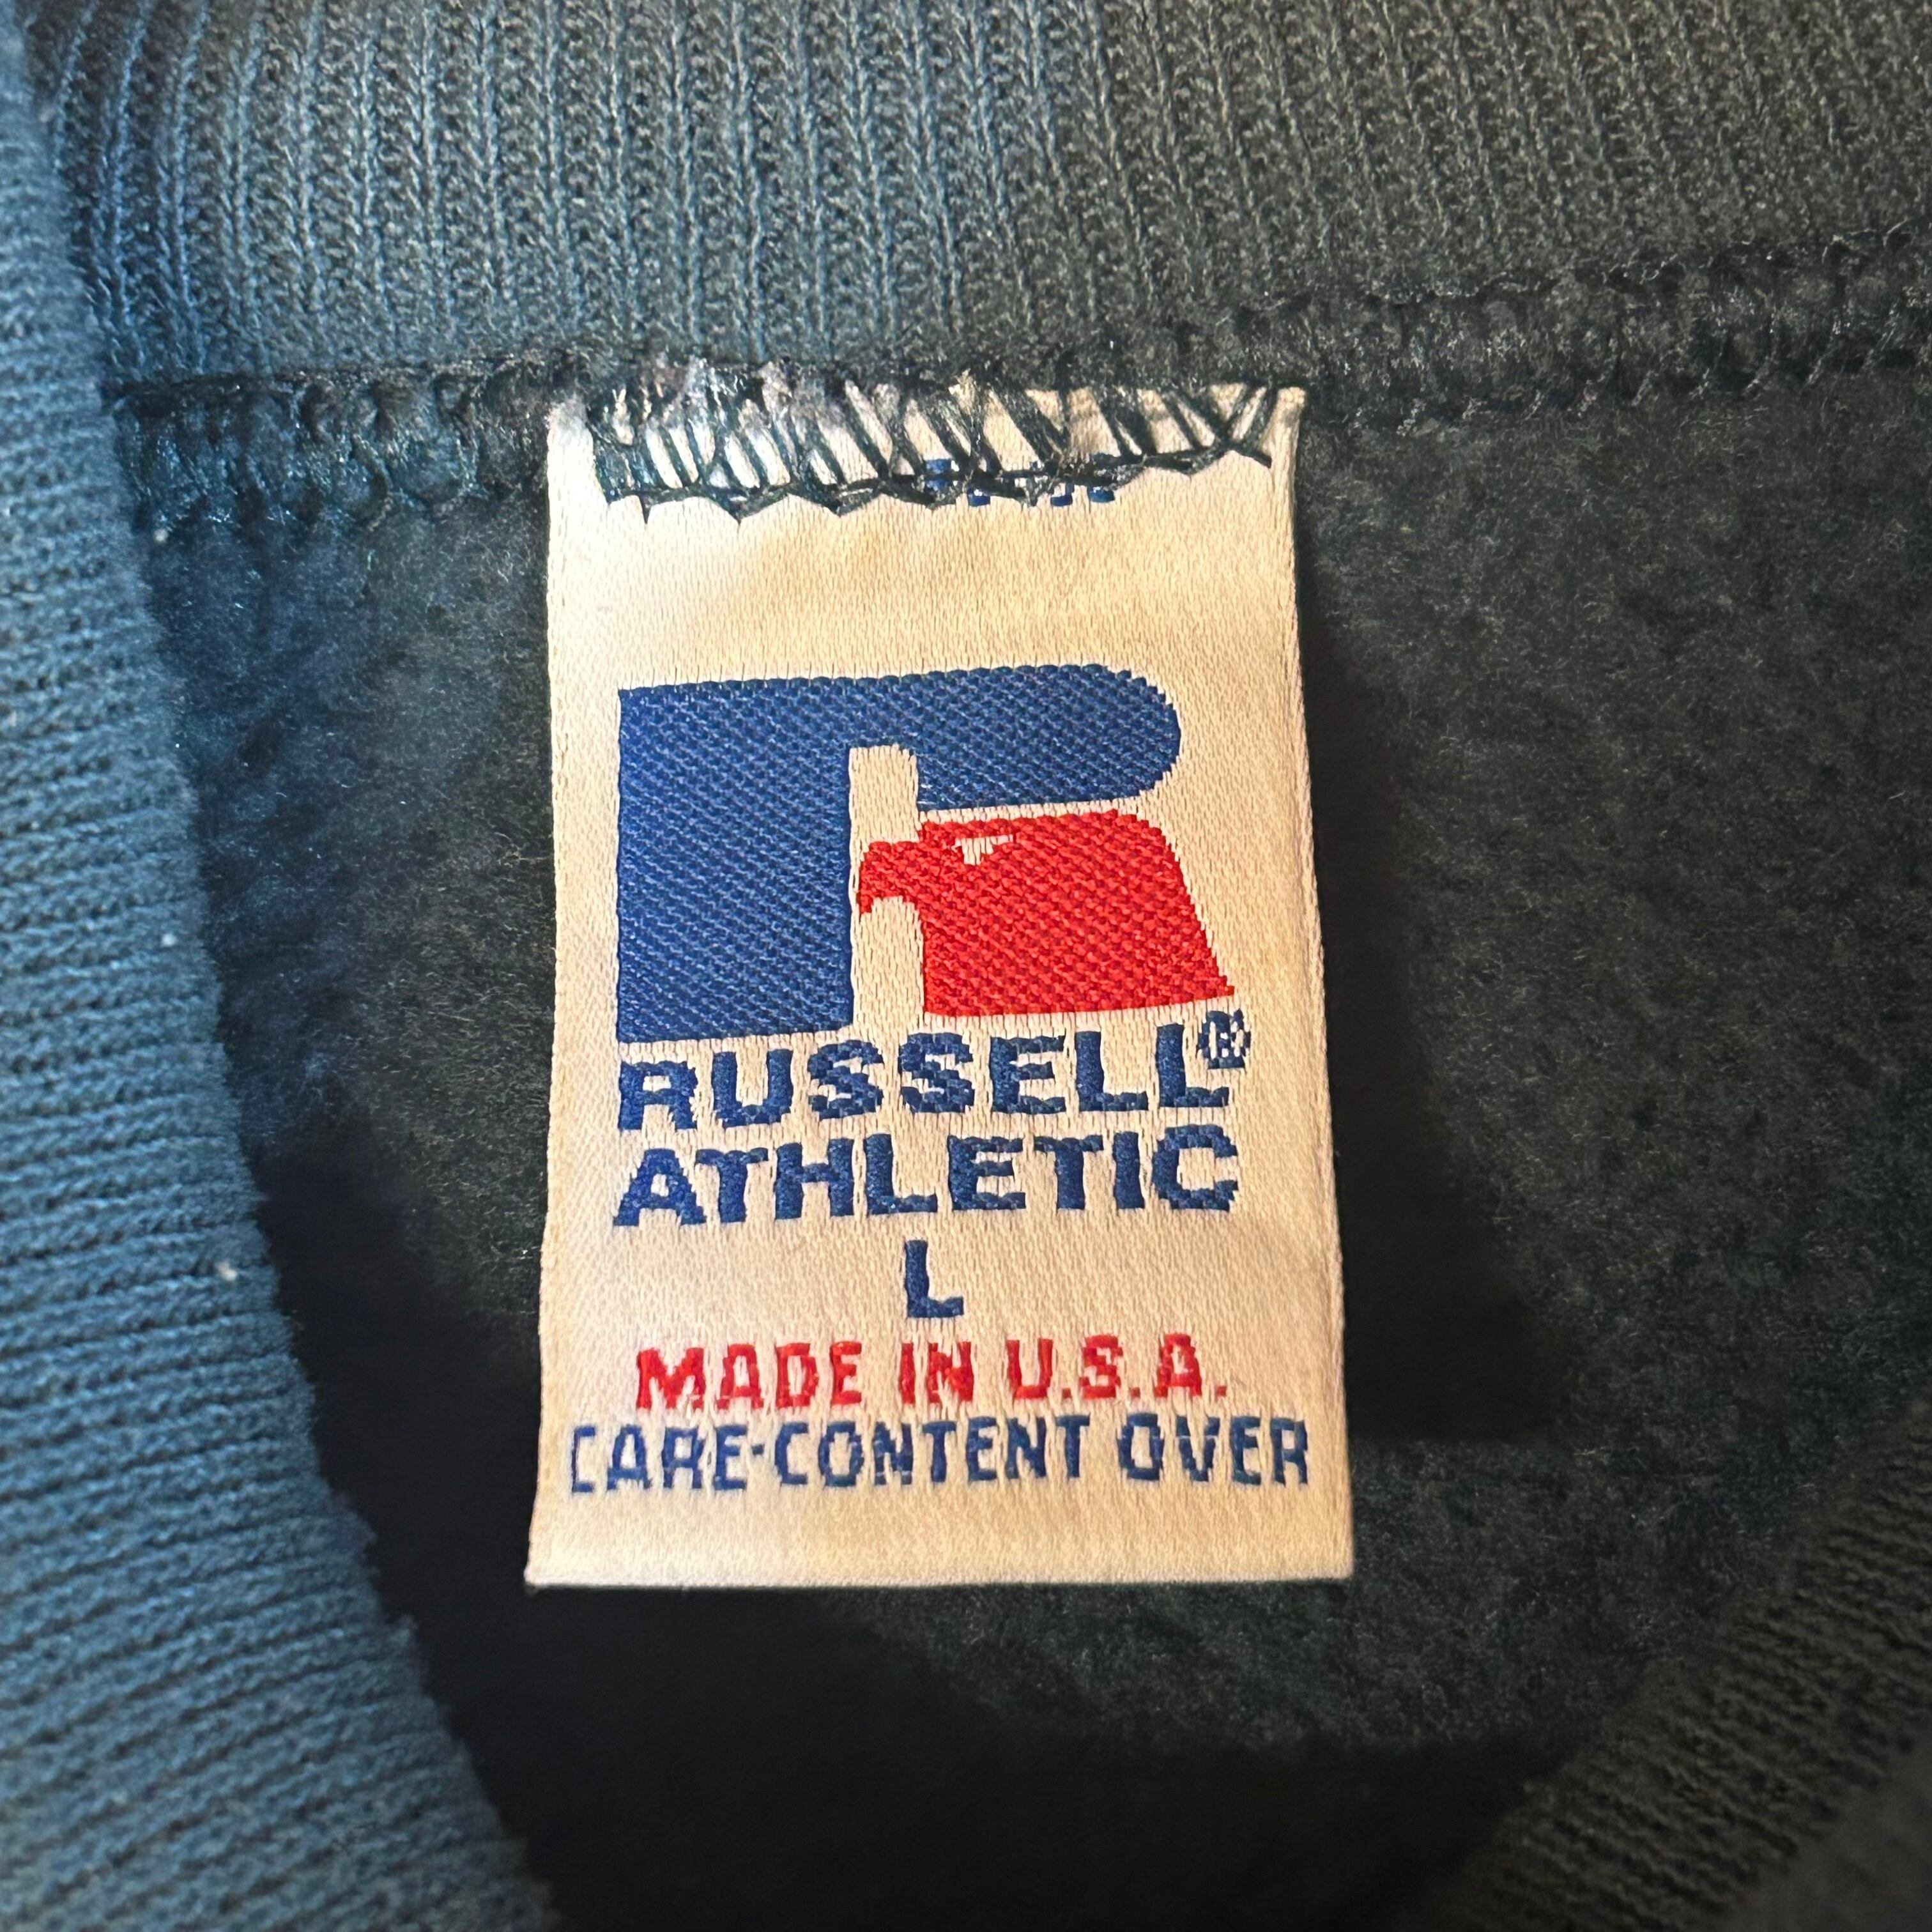 RUSSELL®
ATHLETIC
L
MADE IN U.S.A.
CARE-CONTENT OVER